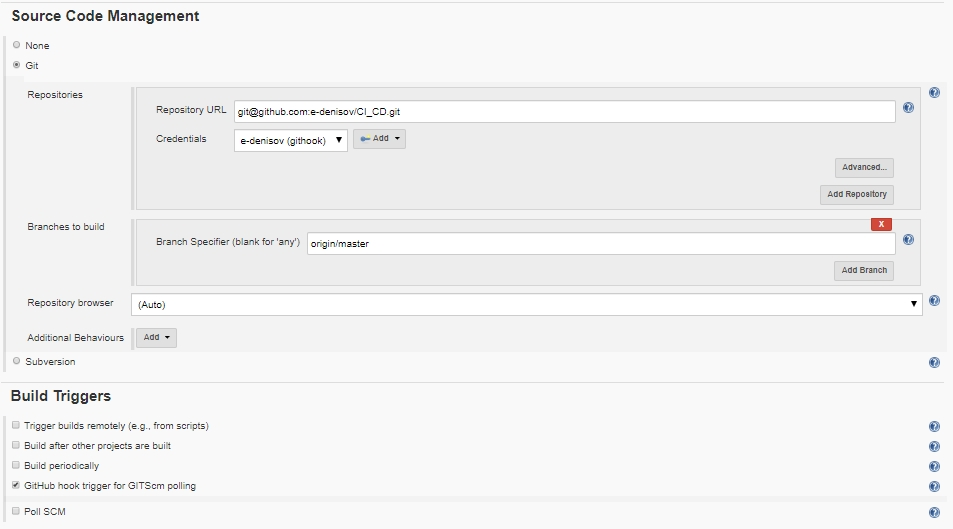 Source Code Management
None
Git
Repositories
Repository URL git@github.com:e-denisov/CI_CD.git
Credentials e-denisov (githook) Add
Advanced...
Add Repository
Branches to build
X
Branch Specifier (blank for 'any') origin/master
Add Branch
Repository browser (Auto)
Additional Behaviours Add
Subversion
Build Triggers
Trigger builds remotely (e.g., from scripts)
Build after other projects are built
Build periodically
GitHub hook trigger for GITScm polling
Poll SCM